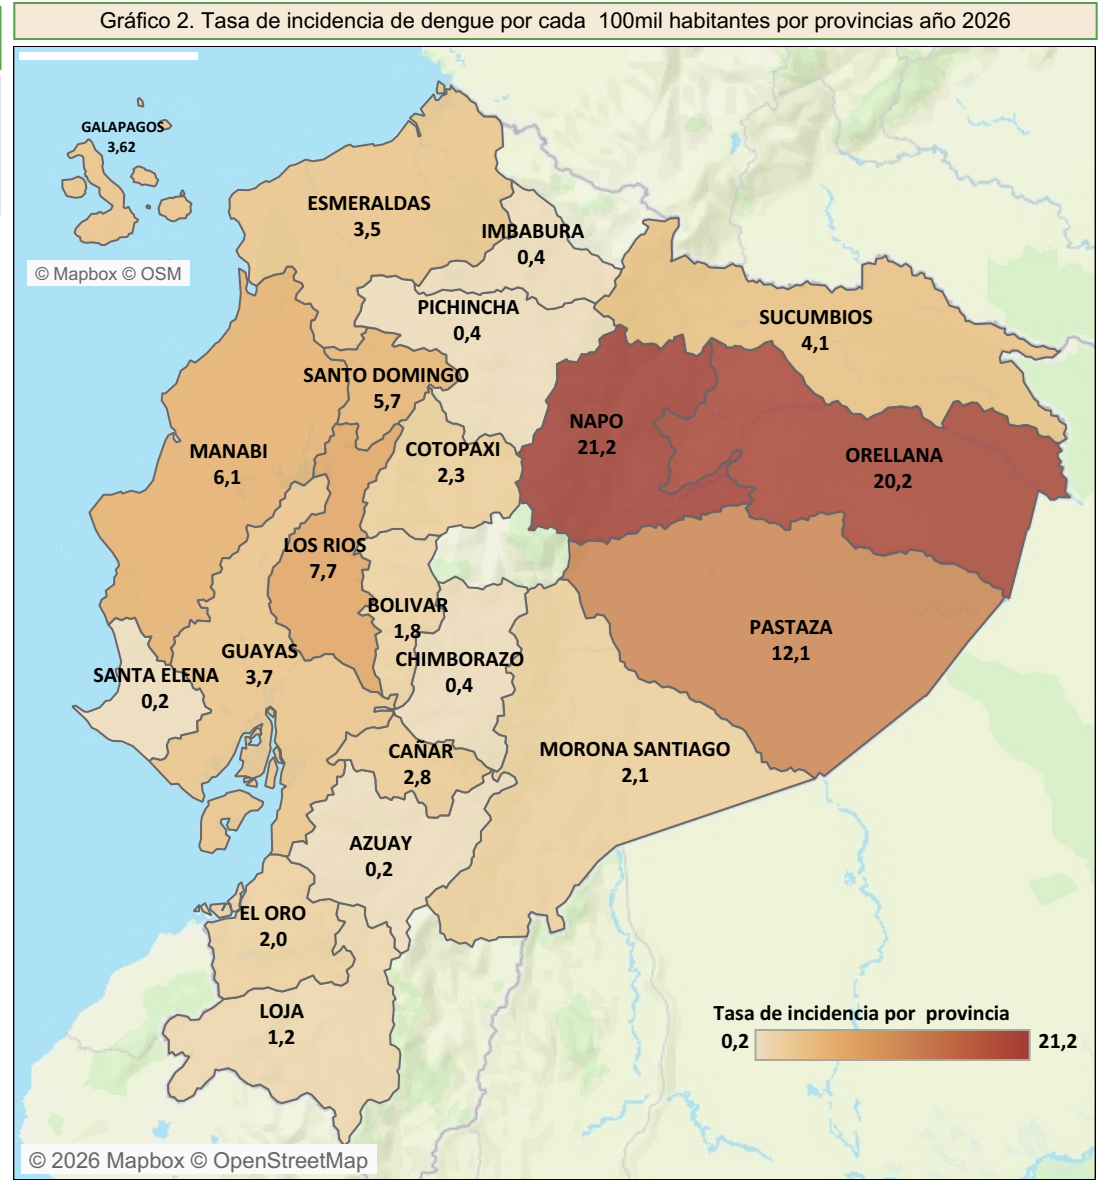 Gráfico 2. Tasa de incidencia de dengue por cada 100mil habitantes por provincias año 2026
GALAPAGOS
3,62
© Mapbox © OSM
ESMERALDAS
3,5
IMBABURA
0,4
PICHINCHA
0,4
SUCUMBIOS
4,1
SANTO DOMINGO
5,7
NAPO
21,2
MANABI
6,1
COTOPAXI
2,3
ORELLANA
20,2
LOS RIOS
7,7
BOLIVAR
1,8
PASTAZA
12,1
GUAYAS
3,7
CHIMBORAZO
0,4
SANTA ELENA
0,2
CAÑAR
2,8
MORONA SANTIAGO
2,1
AZUAY
0,2
EL ORO
2,0
LOJA
1,2
Tasa de incidencia por provincia
0,2 21,2
© 2026 Mapbox © OpenStreetMap